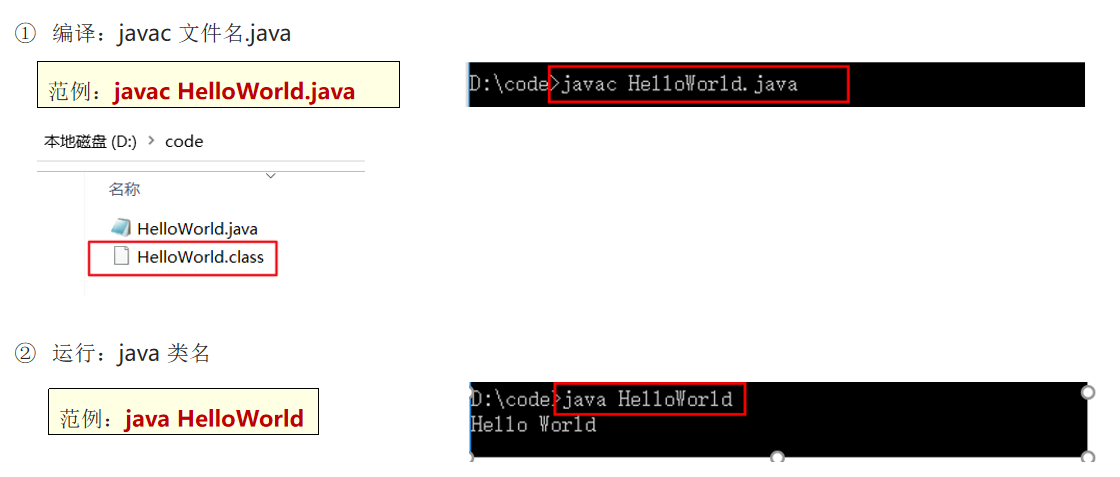 ① 编译：javac 文件名.java
范例：javac HelloWorld.java
D:\code>javac HelloWorld.java
本地磁盘 (D:) > code
名称
HelloWorld.java
HelloWorld.class
② 运行：java 类名
范例：java HelloWorld
D:\code>java HelloWorld
Hello World